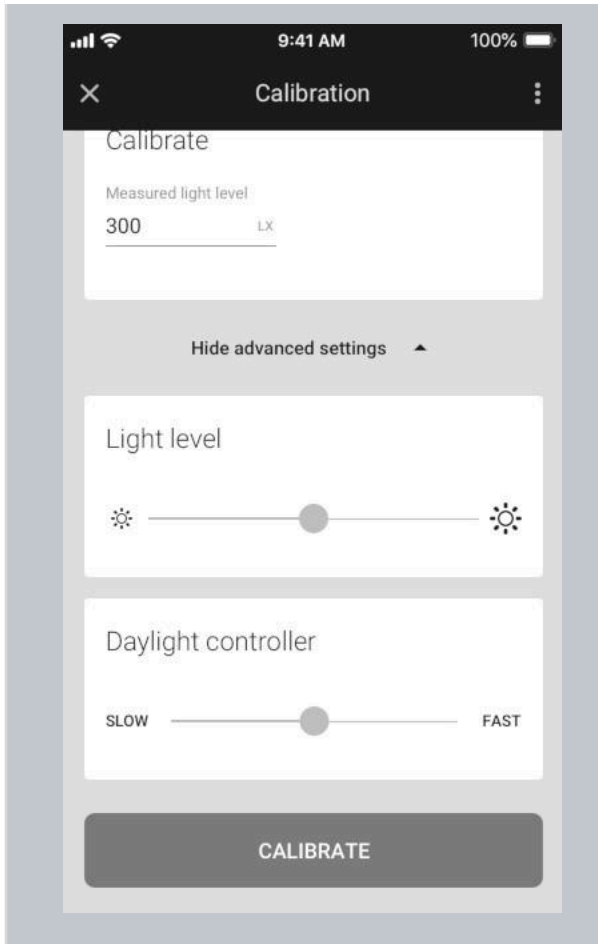 9:41 AM
100%
Calibration
Calibrate
Measured light level
300
LX
Hide advanced settings
Light level
Daylight controller
SLOW
FAST
CALIBRATE